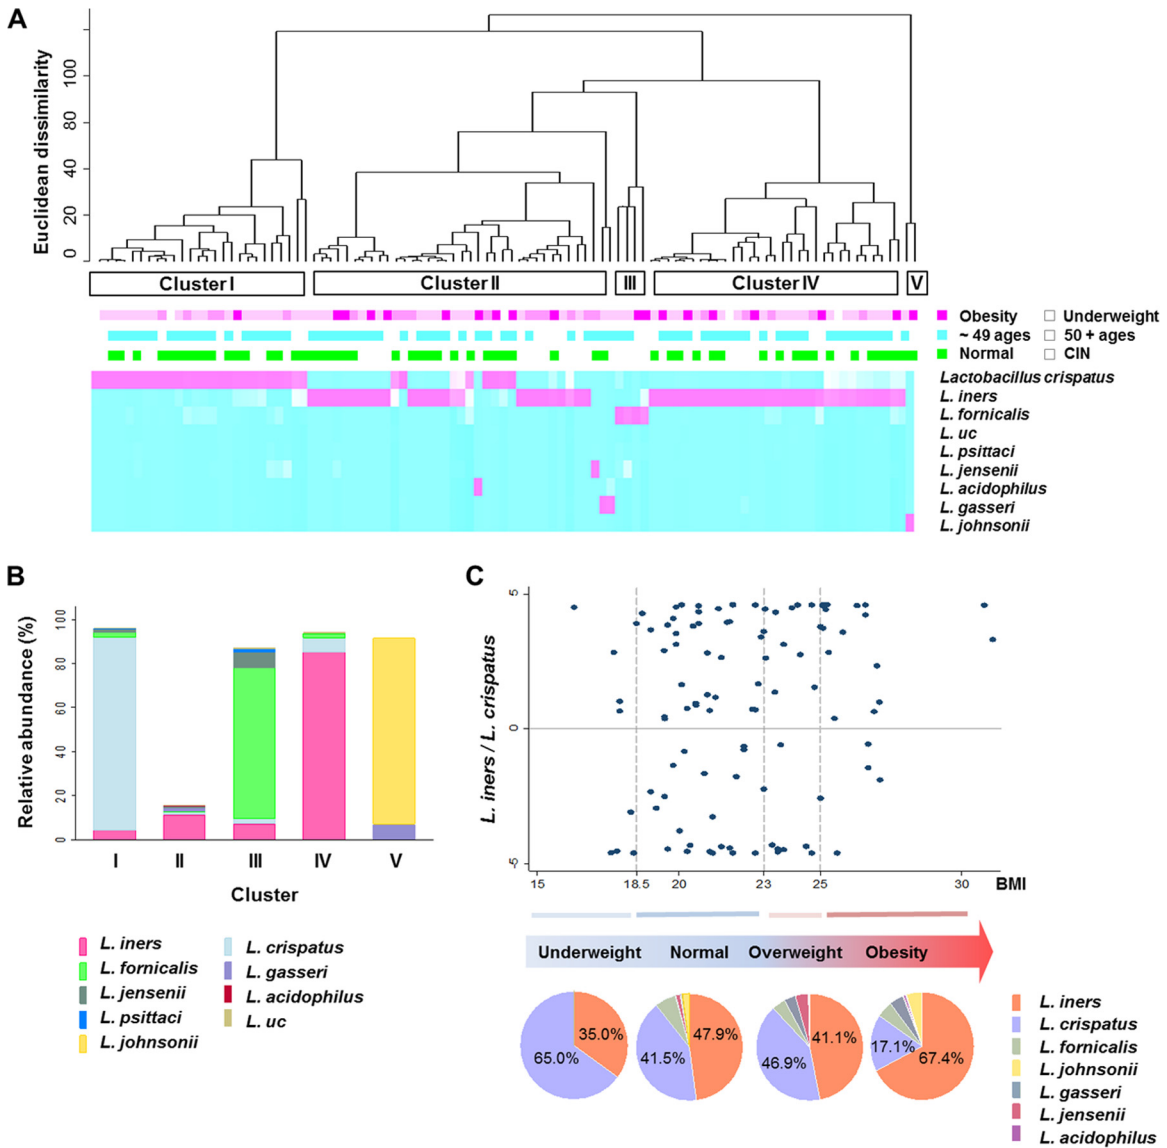 A
Euclidean dissimilarity
100
80
60
40
20
0
Cluster I
Cluster II
III
Cluster IV
V
Obesity
Underweight
~ 49 ages
50 + ages
Normal
CIN
Lactobacillus crispatus
L. iners
L. fornicalis
L. uc
L. psittaci
L. jensenii
L. acidophilus
L. gasseri
L. johnsonii
B
Relative abundance (%)
100
80
60
40
20
0
I
II
III
IV
V
Cluster
L. iners
L. fornicalis
L. jensenii
L. psittaci
L. johnsonii
L. crispatus
L. gasseri
L. acidophilus
L. uc
C
L. iners / L. crispatus
5
0
-5
15
18.5
20
23
25
30
BMI
Underweight
Normal
Overweight
Obesity
35.0%
65.0%
47.9%
41.5%
41.1%
46.9%
17.1%
67.4%
L. iners
L. crispatus
L. fornicalis
L. johnsonii
L. gasseri
L. jensenii
L. acidophilus